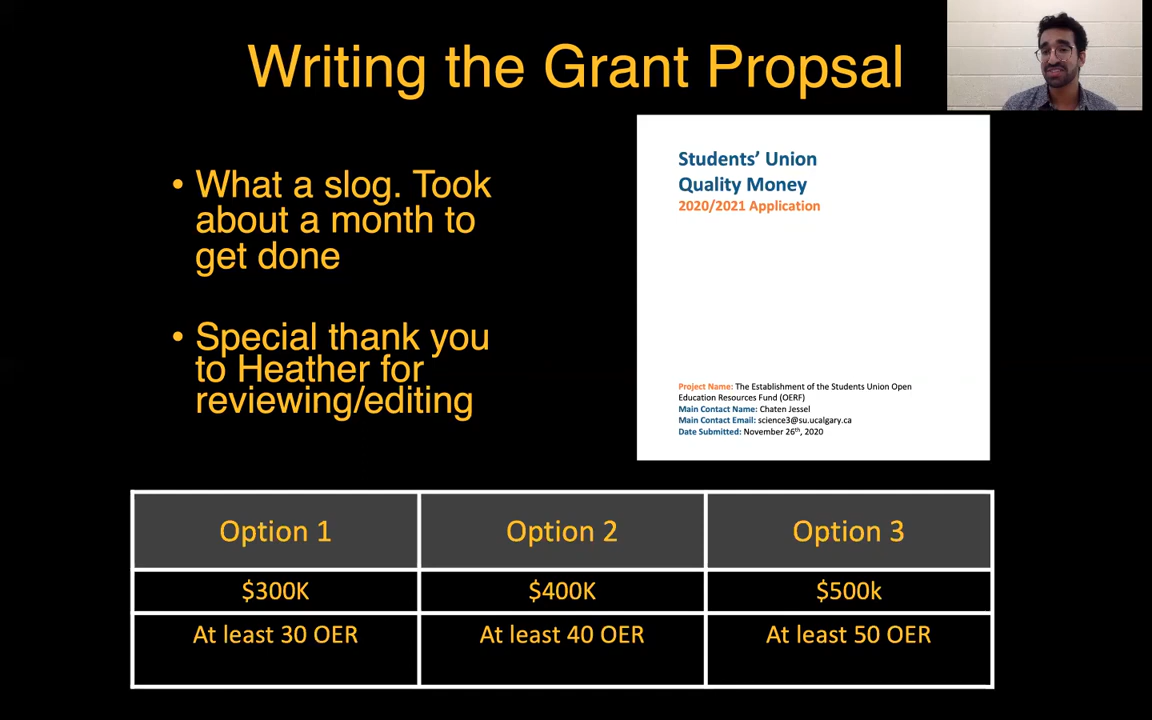 Writing the Grant Propsal
• What a slog. Took
about a month to
get done
• Special thank you
to Heather for
reviewing/editing
Students' Union
Quality Money
2020/2021 Application
Project Name: The Establishment of the Students Union Open
Education Resources Fund (OERF)
Main Contact Name: Chaten Jessel
Main Contact Email: science3@su.ucalgary.ca
Date Submitted: November 26th, 2020
Option 1 Option 2 Option 3
$300K $400K $500k
At least 30 OER At least 40 OER At least 50 OER